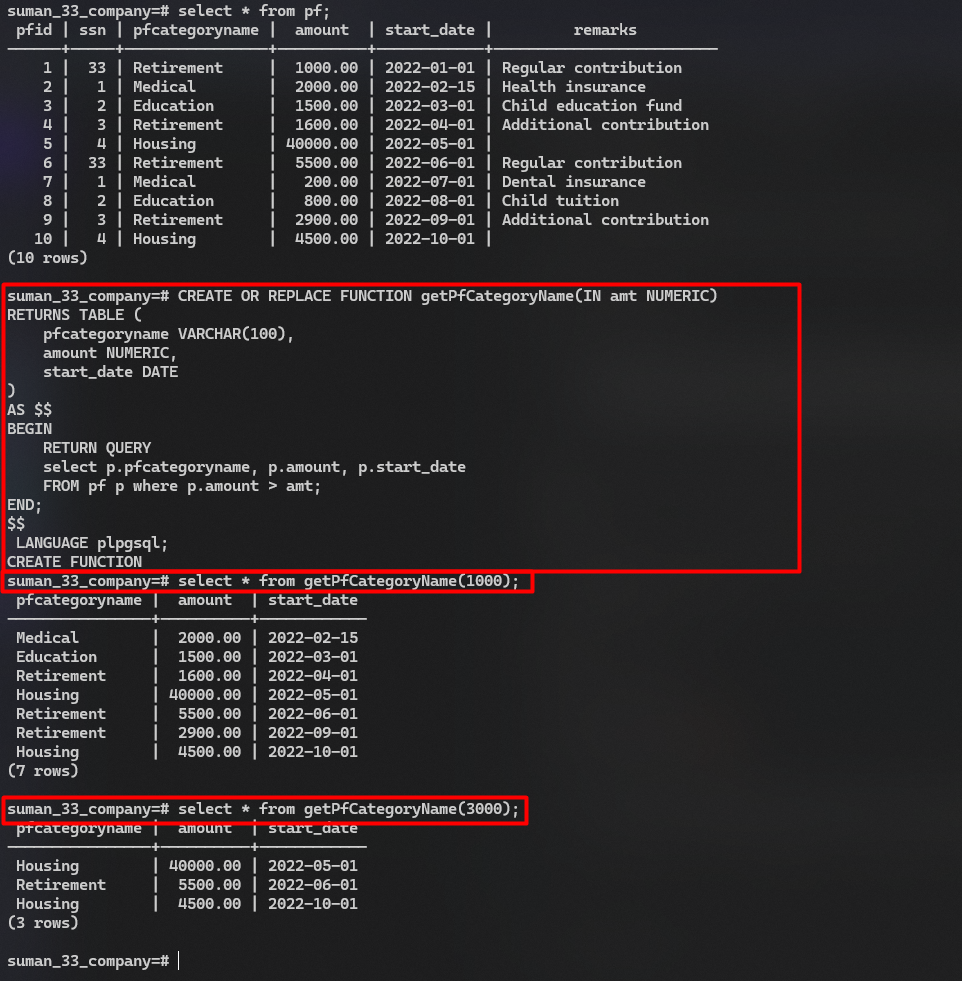 suman_33_company=# select * from pf;
 pfid | ssn | pfcategoryname |  amount  | start_date |         remarks
------+-----+----------------+----------+------------+-------------------------
    1 |  33 | Retirement     |  1000.00 | 2022-01-01 | Regular contribution
    2 |   1 | Medical        |  2000.00 | 2022-02-15 | Health insurance
    3 |   2 | Education      |  1500.00 | 2022-03-01 | Child education fund
    4 |   3 | Retirement     |  1600.00 | 2022-04-01 | Additional contribution
    5 |   4 | Housing        | 40000.00 | 2022-05-01 |
    6 |  33 | Retirement     |  5500.00 | 2022-06-01 | Regular contribution
    7 |   1 | Medical        |   200.00 | 2022-07-01 | Dental insurance
    8 |   2 | Education      |   800.00 | 2022-08-01 | Child tuition
    9 |   3 | Retirement     |  2900.00 | 2022-09-01 | Additional contribution
   10 |   4 | Housing        |  4500.00 | 2022-10-01 |
(10 rows)
suman_33_company=# CREATE OR REPLACE FUNCTION getPfCategoryName(IN amt NUMERIC)
RETURNS TABLE (
    pfcategoryname VARCHAR(100),
    amount NUMERIC,
    start_date DATE
)
AS $$
BEGIN
    RETURN QUERY
    select p.pfcategoryname, p.amount, p.start_date
    FROM pf p where p.amount > amt;
END;
$$
 LANGUAGE plpgsql;
CREATE FUNCTION
suman_33_company=# select * from getPfCategoryName(1000);
 pfcategoryname |  amount  | start_date
----------------+----------+------------
 Medical        |  2000.00 | 2022-02-15
 Education      |  1500.00 | 2022-03-01
 Retirement     |  1600.00 | 2022-04-01
 Housing        | 40000.00 | 2022-05-01
 Retirement     |  5500.00 | 2022-06-01
 Retirement     |  2900.00 | 2022-09-01
 Housing        |  4500.00 | 2022-10-01
(7 rows)
suman_33_company=# select * from getPfCategoryName(3000);
 pfcategoryname |  amount  | start_date
----------------+----------+------------
 Housing        | 40000.00 | 2022-05-01
 Retirement     |  5500.00 | 2022-06-01
 Housing        |  4500.00 | 2022-10-01
(3 rows)
suman_33_company=#